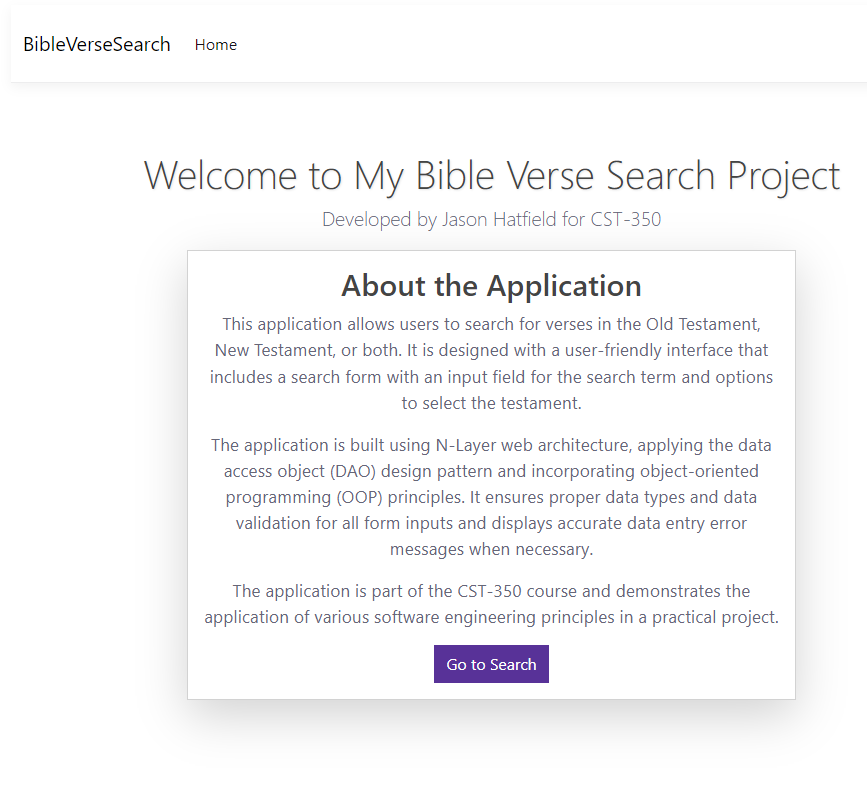 BibleVerseSearch Home
Welcome to My Bible Verse Search Project
Developed by Jason Hatfield for CST-350
About the Application
This application allows users to search for verses in the Old Testament,
New Testament, or both. It is designed with a user-friendly interface that
includes a search form with an input field for the search term and options
to select the testament.
The application is built using N-Layer web architecture, applying the data
access object (DAO) design pattern and incorporating object-oriented
programming (OOP) principles. It ensures proper data types and data
validation for all form inputs and displays accurate data entry error
messages when necessary.
The application is part of the CST-350 course and demonstrates the
application of various software engineering principles in a practical project.
Go to Search